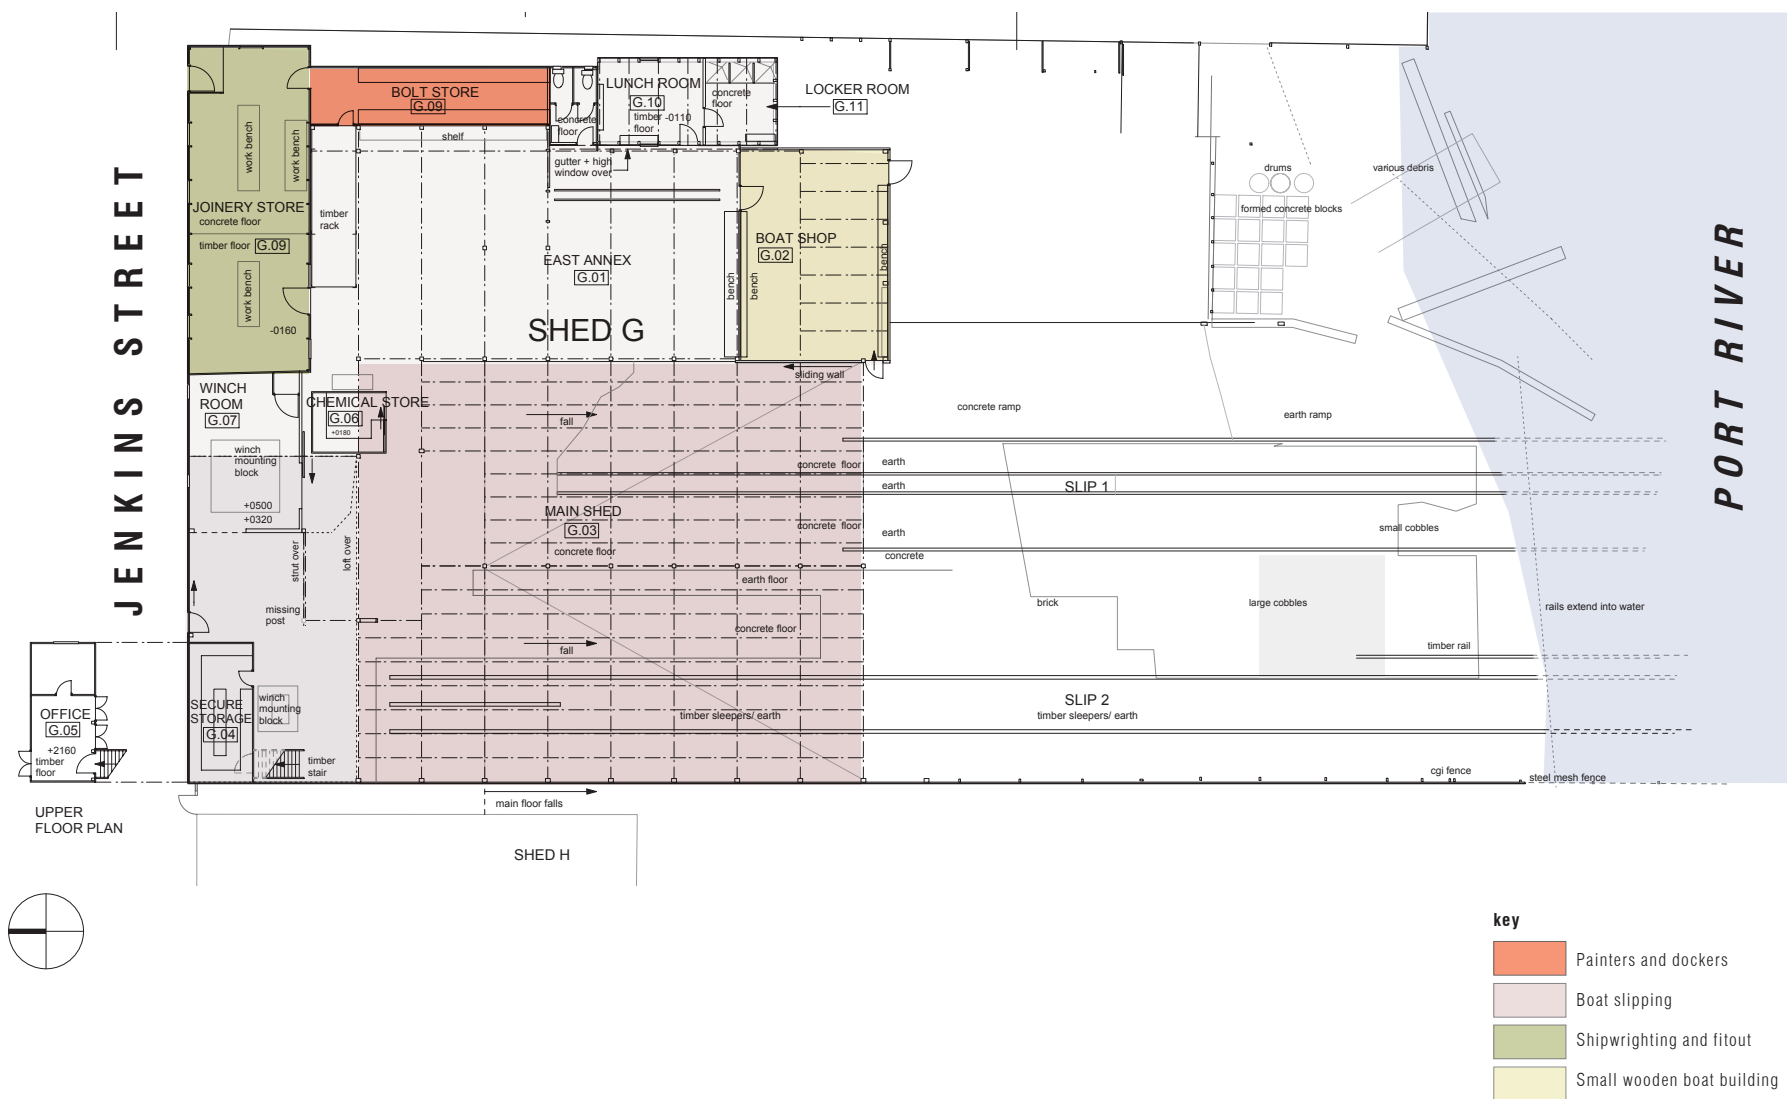 BOLT STORE
G.09
LUNCH ROOM
G.10
timber -0110
floor
concrete
floor
concrete
floor
LOCKER ROOM
G.11
shelf
gutter + high
window over
work bench
work bench
JOINERY STORE
concrete floor
timber floor
G.09
work bench
-0160
timber
rack
EAST ANNEX
G.01
SHED G
bench
bench
BOAT SHOP
G.02
bench
sliding wall
drums
various debris
formed concrete blocks
JENKINS STREET
PORT RIVER
WINCH
ROOM
G.07
CHEMICAL STORE
G.06
+0180
winch
mounting
block
+0500
+0320
fall
concrete ramp
earth ramp
concrete floor
earth
earth
SLIP 1
MAIN SHED
G.03
concrete floor
concrete floor
earth
concrete
small cobbles
strut over
loft over
missing
post
earth floor
concrete floor
fall
brick
large cobbles
rails extend into water
timber rail
OFFICE
G.05
+2160
timber
floor
SECURE
STORAGE
G.04
winch
mounting
block
timber
stair
timber sleepers/ earth
SLIP 2
timber sleepers/ earth
cgi fence
steel mesh fence
main floor falls
UPPER
FLOOR PLAN
SHED H
key
Painters and dockers
Boat slipping
Shipwrighting and fitout
Small wooden boat building